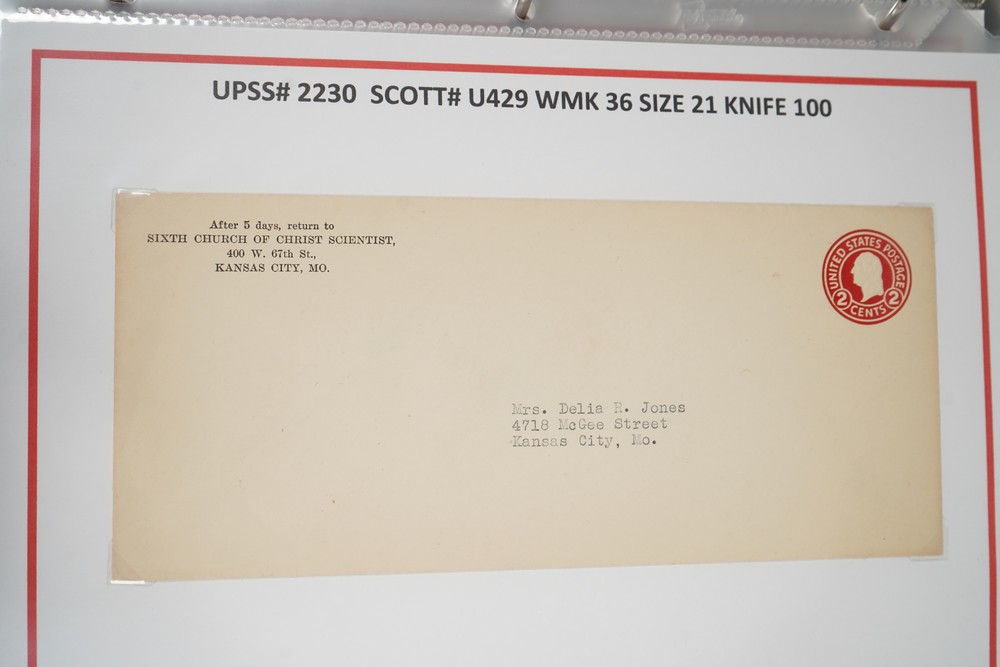 UPSS# 2230 SCOTT# U429 WMK 36 SIZE 21 KNIFE 100
After 5 days, return to
SIXTH CHURCH OF CHRIST SCIENTIST,
400 W. 67th St.,
KANSAS CITY, MO.
UNITED STATES POSTAGE
2 CENTS 2
Mrs. Delia R. Jones
4718 McGee Street
Kansas City, Mo.